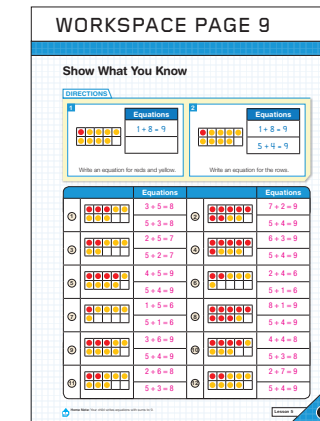 WORKSPACE PAGE 9
Show What You Know
DIRECTIONS
1
Equations
1 + 8 = 9
Write an equation for reds and yellow.
2
Equations
1 + 8 = 9
5 + 4 = 9
Write an equation for the rows.
Equations
Equations
1
3 + 5 = 8
5 + 3 = 8
2
7 + 2 = 9
5 + 4 = 9
3
2 + 5 = 7
5 + 2 = 7
4
6 + 3 = 9
5 + 4 = 9
5
4 + 5 = 9
5 + 4 = 9
6
2 + 4 = 6
5 + 1 = 6
7
1 + 5 = 6
5 + 1 = 6
8
8 + 1 = 9
5 + 4 = 9
9
3 + 6 = 9
5 + 4 = 9
10
4 + 4 = 8
5 + 3 = 8
11
2 + 6 = 8
5 + 3 = 8
12
2 + 7 = 9
5 + 4 = 9
Lesson 5